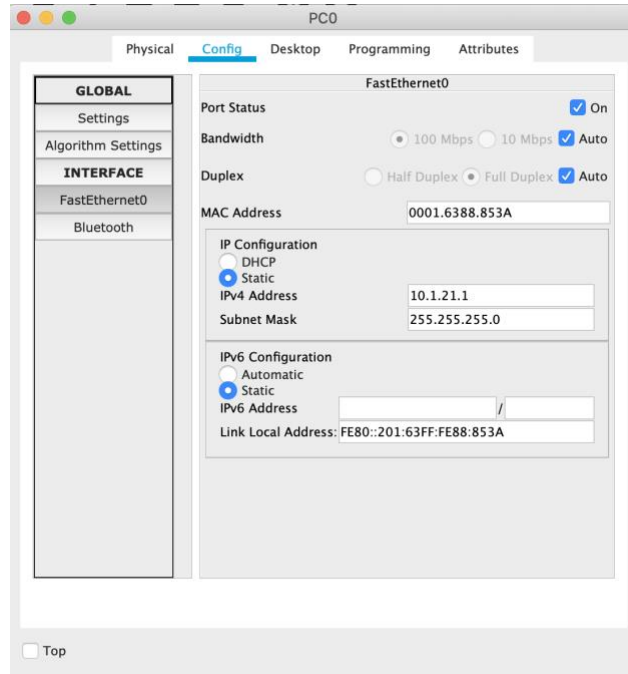 PC0
Physical Config Desktop Programming Attributes
GLOBAL
Settings
Algorithm Settings
INTERFACE
FastEthernet0
Bluetooth
FastEthernet0
Port Status On
Bandwidth 100 Mbps 10 Mbps Auto
Duplex Half Duplex Full Duplex Auto
MAC Address 0001.6388.853A
IP Configuration
DHCP
Static
IPv4 Address 10.1.21.1
Subnet Mask 255.255.255.0
IPv6 Configuration
Automatic
Static
IPv6 Address /
Link Local Address: FE80::201:63FF:FE88:853A
Top